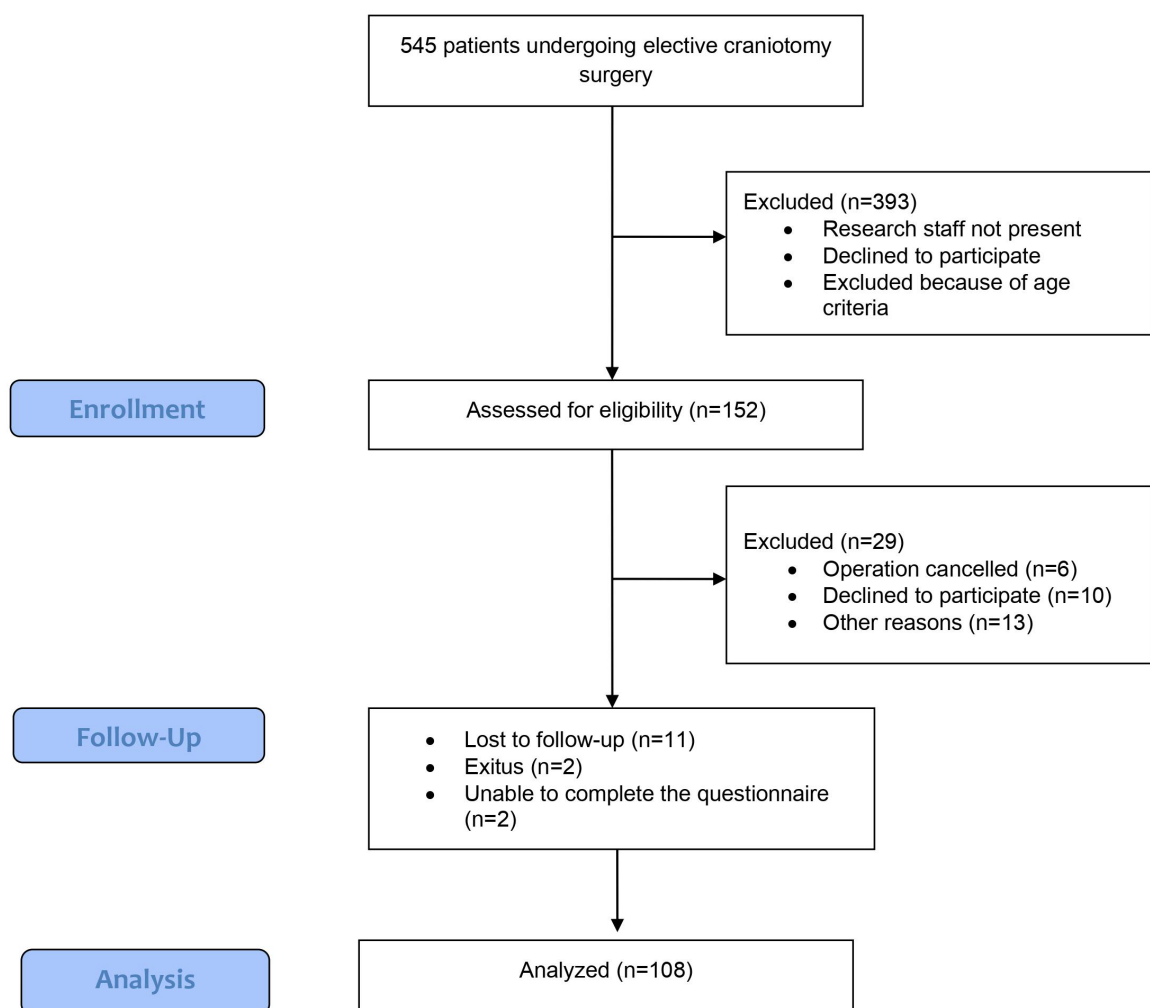 545 patients undergoing elective craniotomy
surgery
Excluded (n=393)
• Research staff not present
• Declined to participate
• Excluded because of age
criteria
Enrollment
Assessed for eligibility (n=152)
Excluded (n=29)
• Operation cancelled (n=6)
• Declined to participate (n=10)
• Other reasons (n=13)
Follow-Up
• Lost to follow-up (n=11)
• Exitus (n=2)
• Unable to complete the questionnaire
(n=2)
Analysis
Analyzed (n=108)